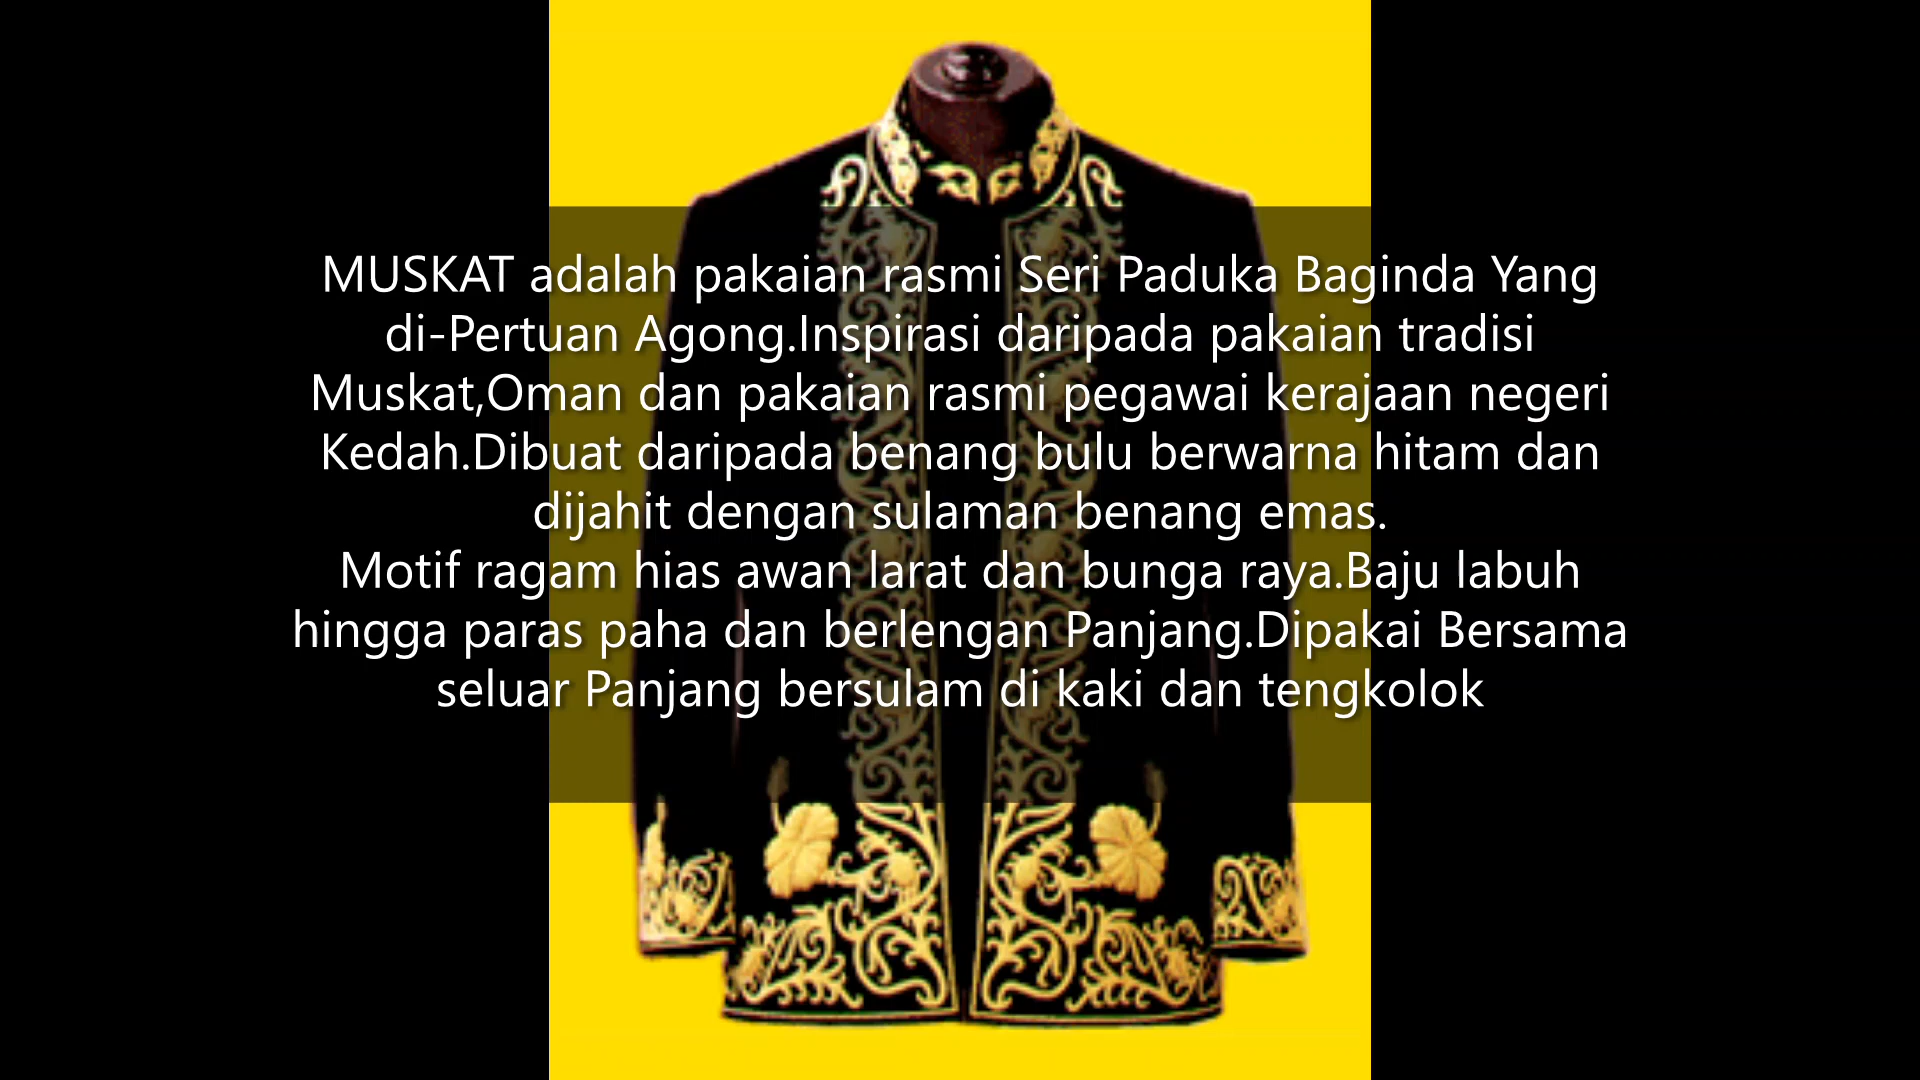 MUSKAT adalah pakaian rasmi Seri Paduka Baginda Yang
di-Pertuan Agong.Inspirasi daripada pakaian tradisi
Muskat,Oman dan pakaian rasmi pegawai kerajaan negeri
Kedah.Dibuat daripada benang bulu berwarna hitam dan
dijahit dengan sulaman benang emas.
Motif ragam hias awan larat dan bunga raya.Baju labuh
hingga paras paha dan berlengan Panjang.Dipakai Bersama
seluar Panjang bersulam di kaki dan tengkolok